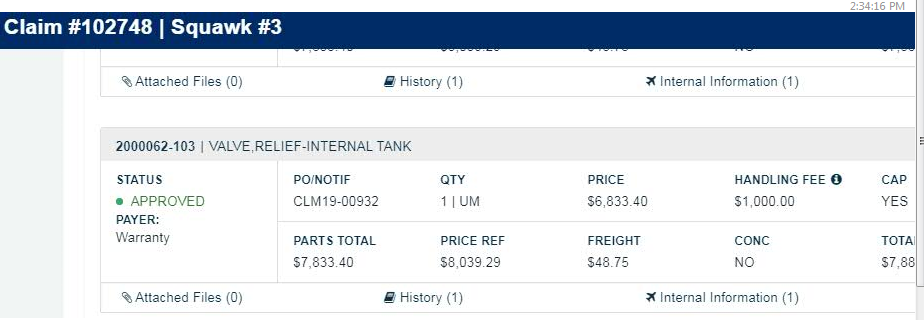 2:34:16 PM
Claim #102748 | Squawk #3
Attached Files (0) History (1) Internal Information (1)
2000062-103 | VALVE,RELIEF-INTERNAL TANK
STATUS PO/NOTIF QTY PRICE HANDLING FEE CAP
APPROVED CLM19-00932 1 | UM $6,833.40 $1,000.00 YES
PAYER:
Warranty
PARTS TOTAL PRICE REF FREIGHT CONC TOTA
$7,833.40 $8,039.29 $48.75 NO $7,88
Attached Files (0) History (1) Internal Information (1)